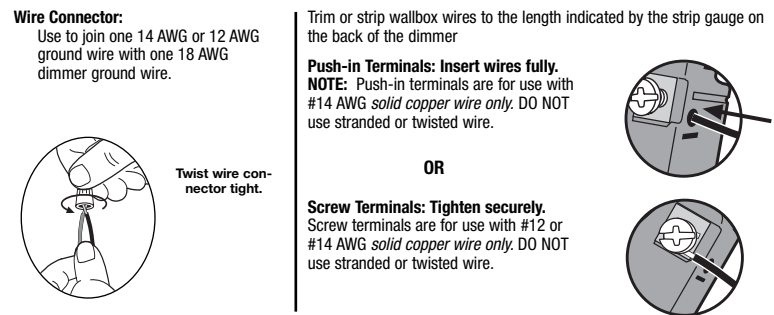 Wire Connector:
Use to join one 14 AWG or 12 AWG
ground wire with one 18 AWG
dimmer ground wire.
Twist wire con-
nector tight.
Trim or strip wallbox wires to the length indicated by the strip gauge on
the back of the dimmer
Push-in Terminals: Insert wires fully.
NOTE: Push-in terminals are for use with
#14 AWG solid copper wire only. DO NOT
use stranded or twisted wire.
OR
Screw Terminals: Tighten securely.
Screw terminals are for use with #12 or
#14 AWG solid copper wire only. DO NOT
use stranded or twisted wire.